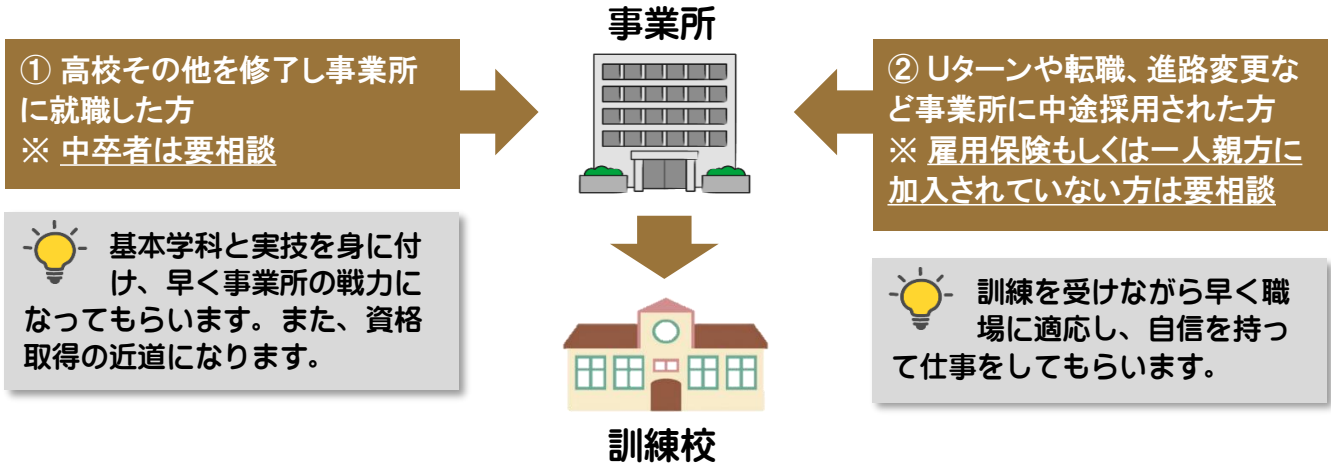 事業所
① 高校その他を修了し事業所
に就職した方
※ 中卒者は要相談
② Uターンや転職、進路変更な
ど事業所に中途採用された方
※ 雇用保険もしくは一人親方に
加入されていない方は要相談
基本学科と実技を身に付
け、早く事業所の戦力に
なってもらいます。また、資格
取得の近道になります。
訓練を受けながら早く職
場に適応し、自信を持っ
て仕事をしてもらいます。
訓練校